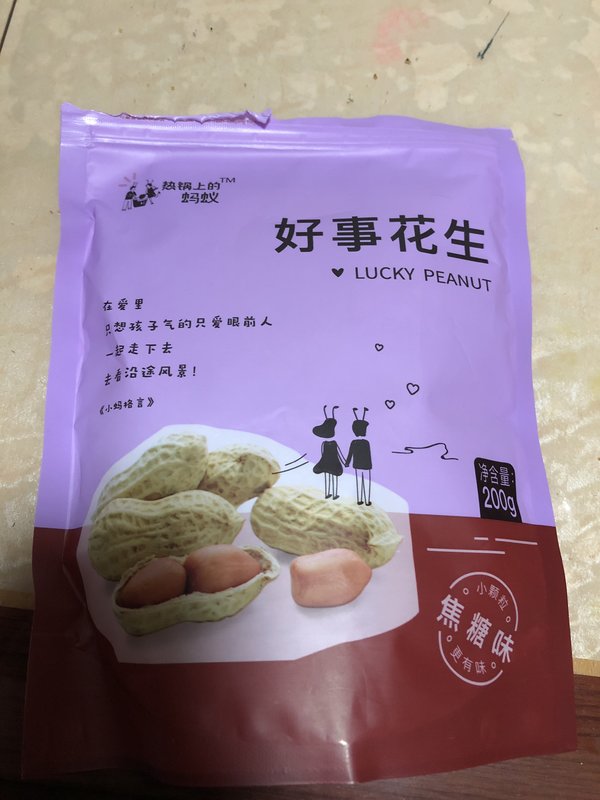 热锅上的TM
蚂蚁
好事花生
LUCKY PEANUT
在爱里
只想孩子气的只爱眼前人
一起走下去
去看沿途风景!
《小蚂格言》
净含量:
200g
小颗粒
焦糖味
更有味